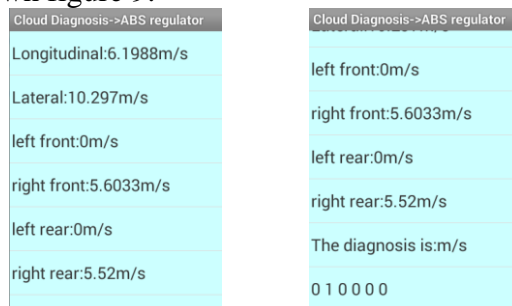 Cloud Diagnosis->ABS regulator
Longitudinal:6.1988m/s
Lateral:10.297m/s
left front:0m/s
right front:5.6033m/s
left rear:0m/s
right rear:5.52m/s
Cloud Diagnosis->ABS regulator
left front:0m/s
right front:5.6033m/s
left rear:0m/s
right rear:5.52m/s
The diagnosis is:m/s
0 1 0 0 0 0